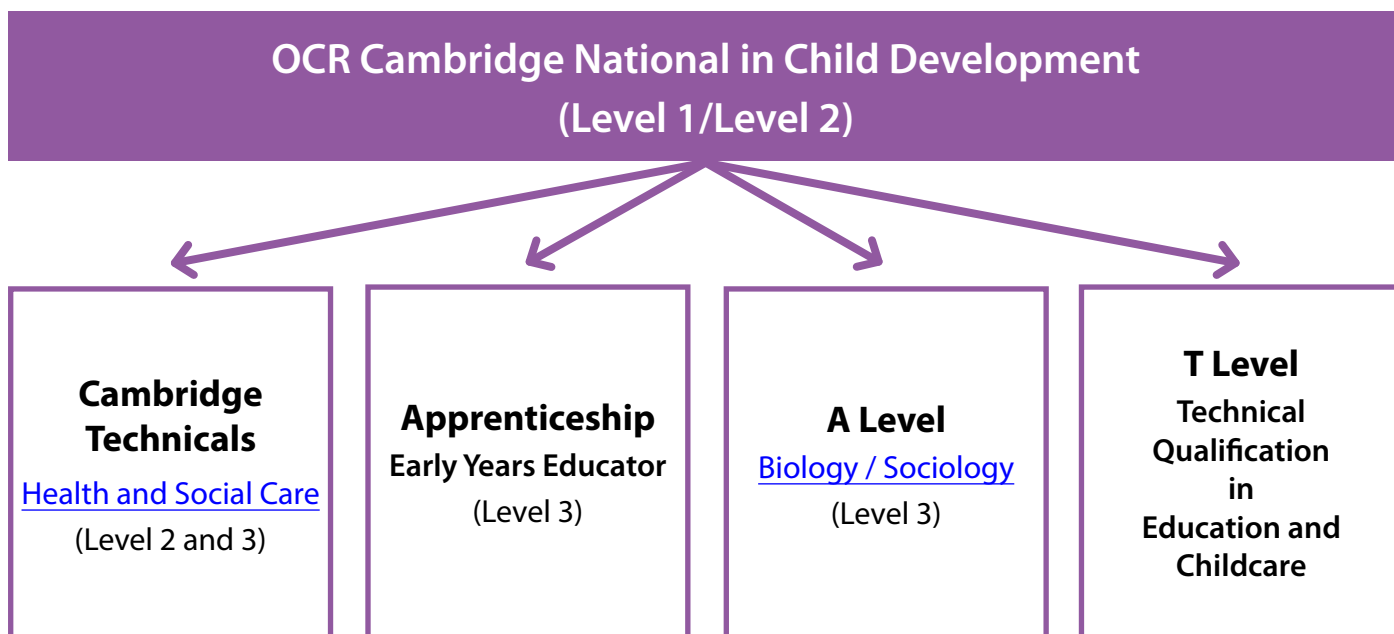 OCR Cambridge National in Child Development
(Level 1/Level 2)
Cambridge
Technicals
Health and Social Care
(Level 2 and 3)
Apprenticeship
Early Years Educator
(Level 3)
A Level
Biology / Sociology
(Level 3)
T Level
Technical
Qualification
in
Education and
Childcare